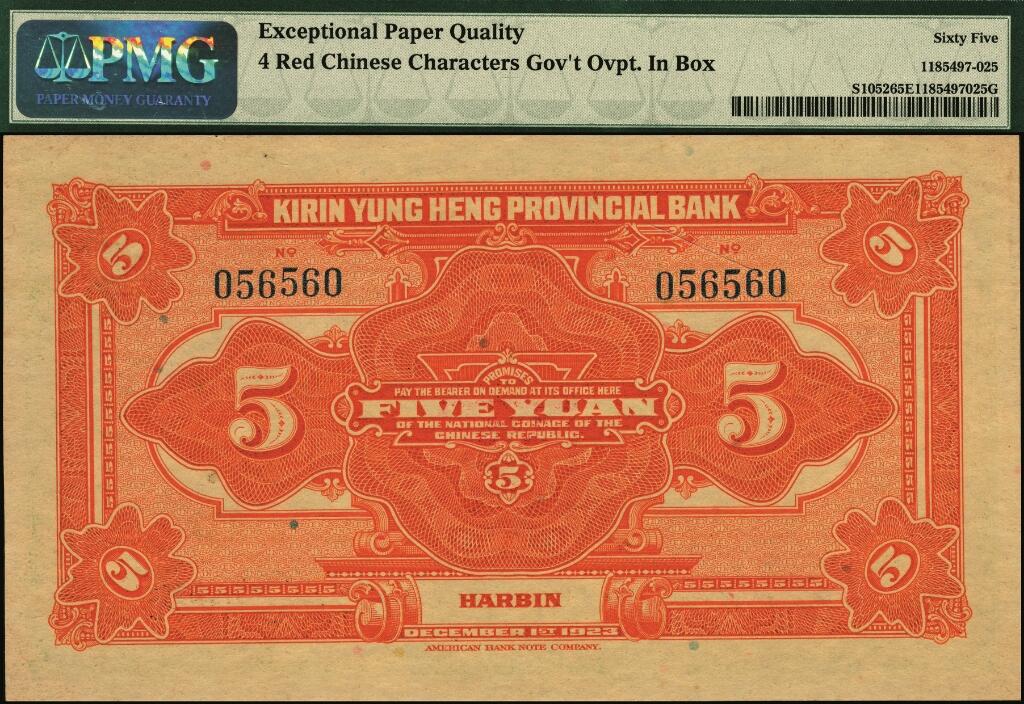 PMG
PAPER MONEY GUARANTY
Exceptional Paper Quality
4 Red Chinese Characters Gov't Ovpt. In Box
Sixty Five
1185497-025
S105265E1185497025G
5 KIRIN YUNG HENG PROVINCIAL BANK 5
Nº Nº
056560 056560
PROMISES
TO
PAY THE BEARER ON DEMAND AT ITS OFFICE HERE
5 FIVE YUAN 5
OF THE NATIONAL COINAGE OF THE
CHINESE REPUBLIC.
5
5 HARBIN 5
DECEMBER 1ST 1923
AMERICAN BANK NOTE COMPANY.